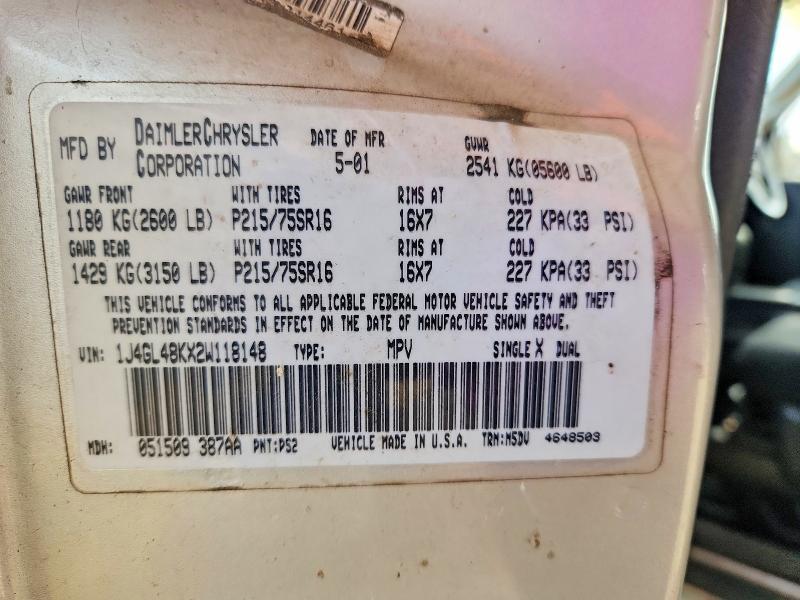 MFD BY DAIMLERCHRYSLER CORPORATION DATE OF MFR 5-01 GVWR 2541 KG(05600 LB)
GAWR FRONT WITH TIRES RIMS AT COLD
1180 KG(2600 LB) P215/75SR16 16X7 227 KPA(33 PSI)
GAWR REAR WITH TIRES RIMS AT COLD
1429 KG(3150 LB) P215/75SR16 16X7 227 KPA(33 PSI)
THIS VEHICLE CONFORMS TO ALL APPLICABLE FEDERAL MOTOR VEHICLE SAFETY AND THEFT
PREVENTION STANDARDS IN EFFECT ON THE DATE OF MANUFACTURE SHOWN ABOVE.
VIN: 1J4GL48KX2W118148 TYPE: MPV SINGLE X DUAL
MDH: 051509 387AA PNT:PS2 VEHICLE MADE IN U.S.A. TRM:M5DV 4648503